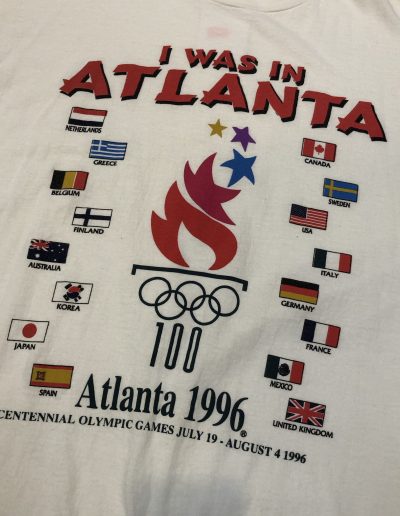 I WAS IN
ATLANTA
NETHERLANDS
GREECE
BELGIUM
FINLAND
AUSTRALIA
KOREA
JAPAN
SPAIN
CANADA
SWEDEN
USA
ITALY
GERMANY
FRANCE
MEXICO
UNITED KINGDOM
100
Atlanta 1996®
CENTENNIAL OLYMPIC GAMES JULY 19 - AUGUST 4 1996